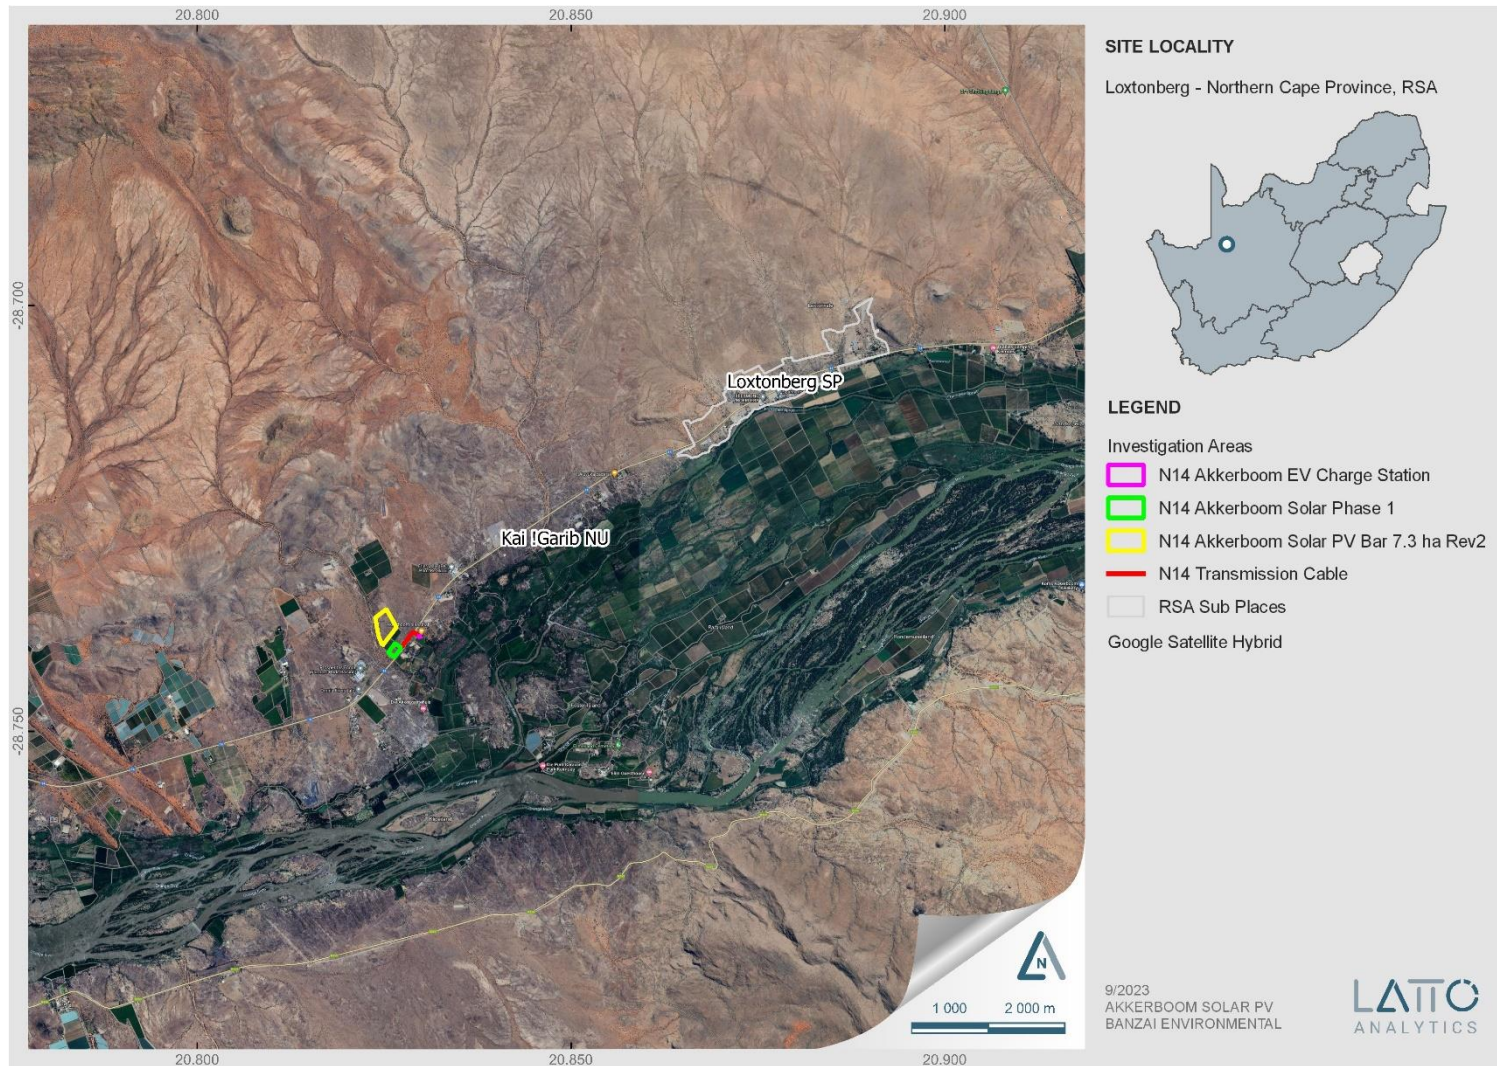 20.800
20.850
20.900
-28.700
-28.750
Loxtonberg SP
Kai !Garib NU
N
1 000
2 000 m
20.800
20.850
20.900
SITE LOCALITY
Loxtonberg - Northern Cape Province, RSA
LEGEND
Investigation Areas
N14 Akkerboom EV Charge Station
N14 Akkerboom Solar Phase 1
N14 Akkerboom Solar PV Bar 7.3 ha Rev2
N14 Transmission Cable
RSA Sub Places
Google Satellite Hybrid
9/2023
AKKERBOOM SOLAR PV
BANZAI ENVIRONMENTAL
LATTO
ANALYTICS